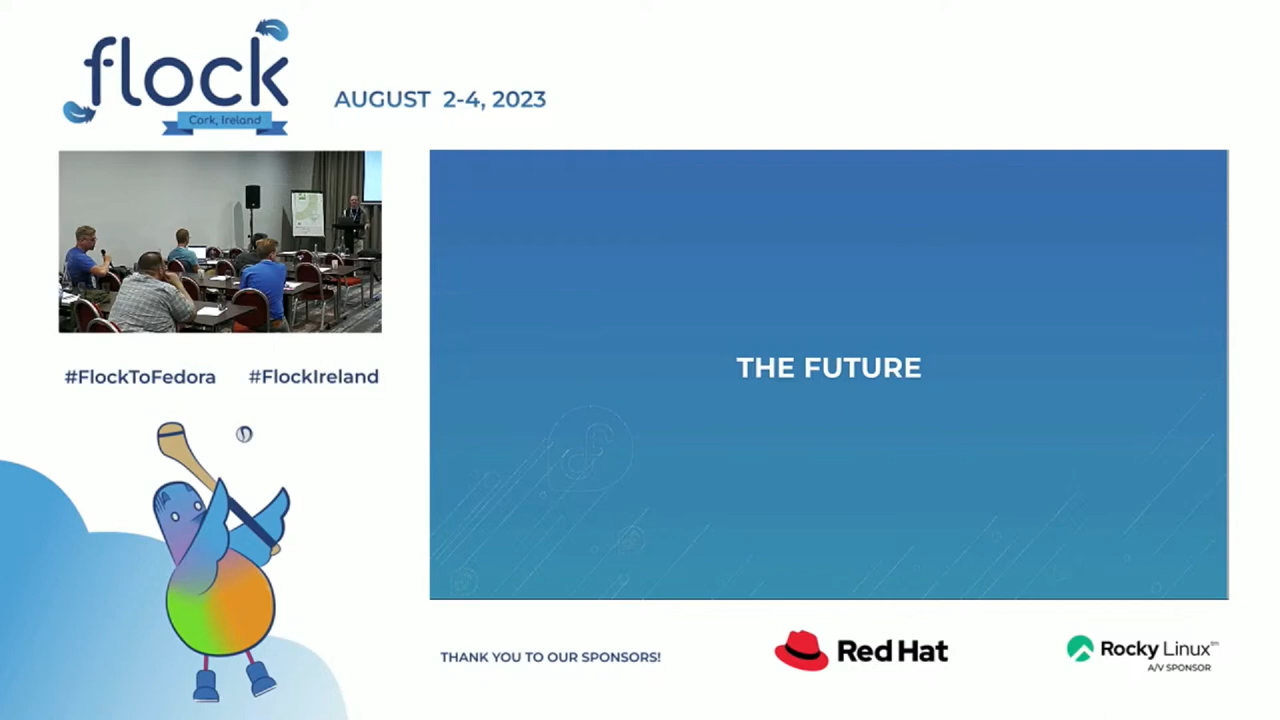 flock
Cork, Ireland
AUGUST 2-4, 2023
THE FUTURE
#FlockToFedora #FlockIreland
THANK YOU TO OUR SPONSORS!
Red Hat
Rocky Linux™
A/V SPONSOR